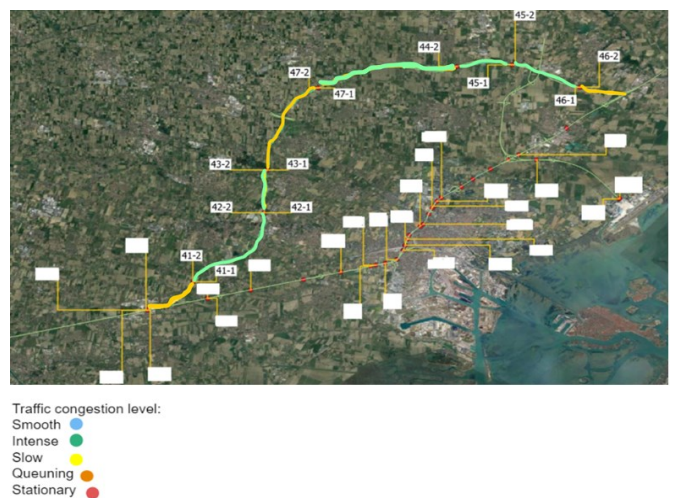 45-2
44-2
46-2
47-2
45-1
47-1
46-1
43-2
43-1
42-2
42-1
41-2
41-1
Traffic congestion level:
Smooth
Intense
Slow
Queuning
Stationary